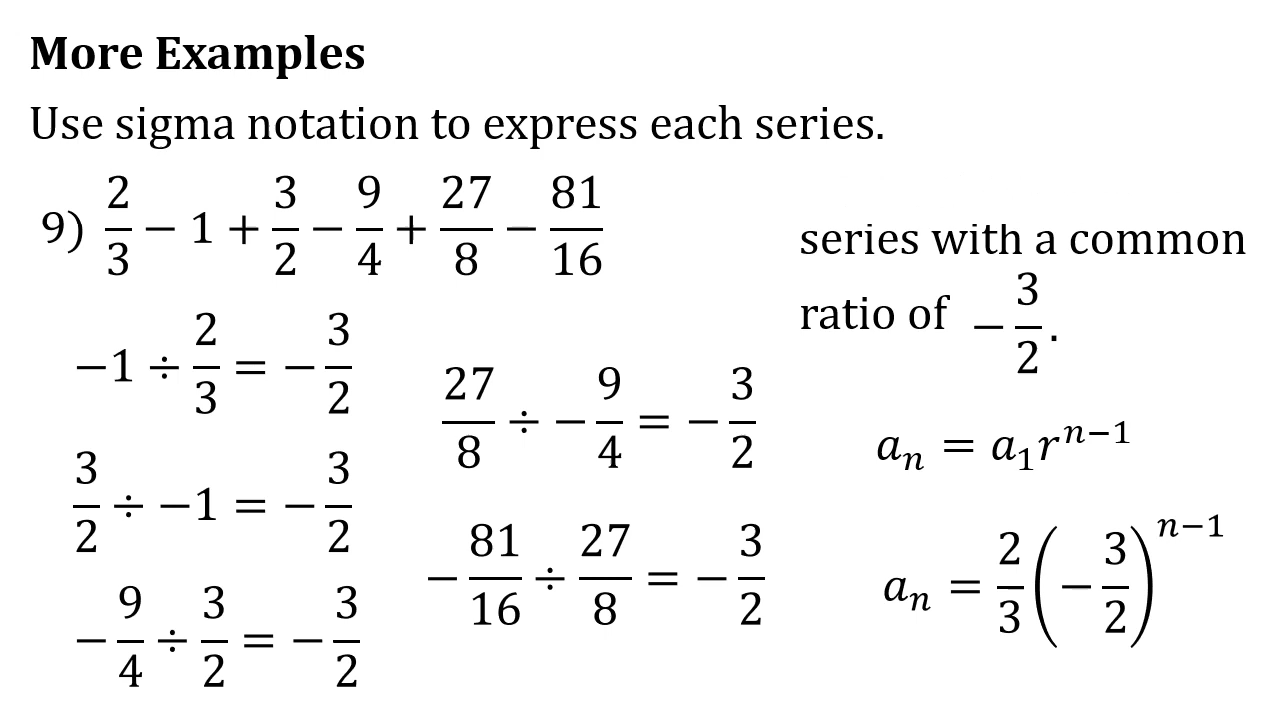 More Examples
Use sigma notation to express each series.
9) 2/3 − 1 + 3/2 − 9/4 + 27/8 − 81/16
−1 ÷ 2/3 = −3/2
3/2 ÷ −1 = −3/2
−9/4 ÷ 3/2 = −3/2
27/8 ÷ −9/4 = −3/2
−81/16 ÷ 27/8 = −3/2
series with a common
ratio of −3/2.
aₙ = a₁rⁿ⁻¹
aₙ = 2/3(−3/2)ⁿ⁻¹